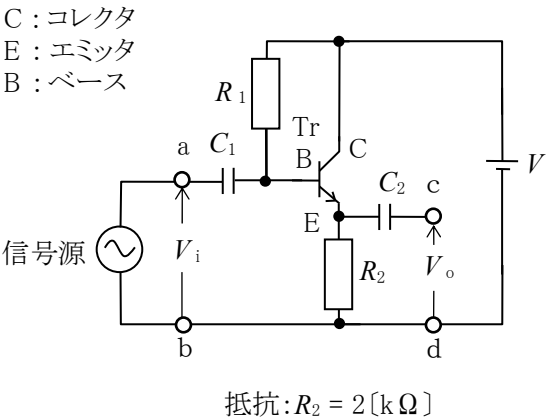 C：コレクタ
E：エミッタ
B：ベース
R1
Tr
a
C1
B
C
C2
c
V
E
信号源
Vi
R2
Vo
b
d
抵抗：R2 = 2〔kΩ〕